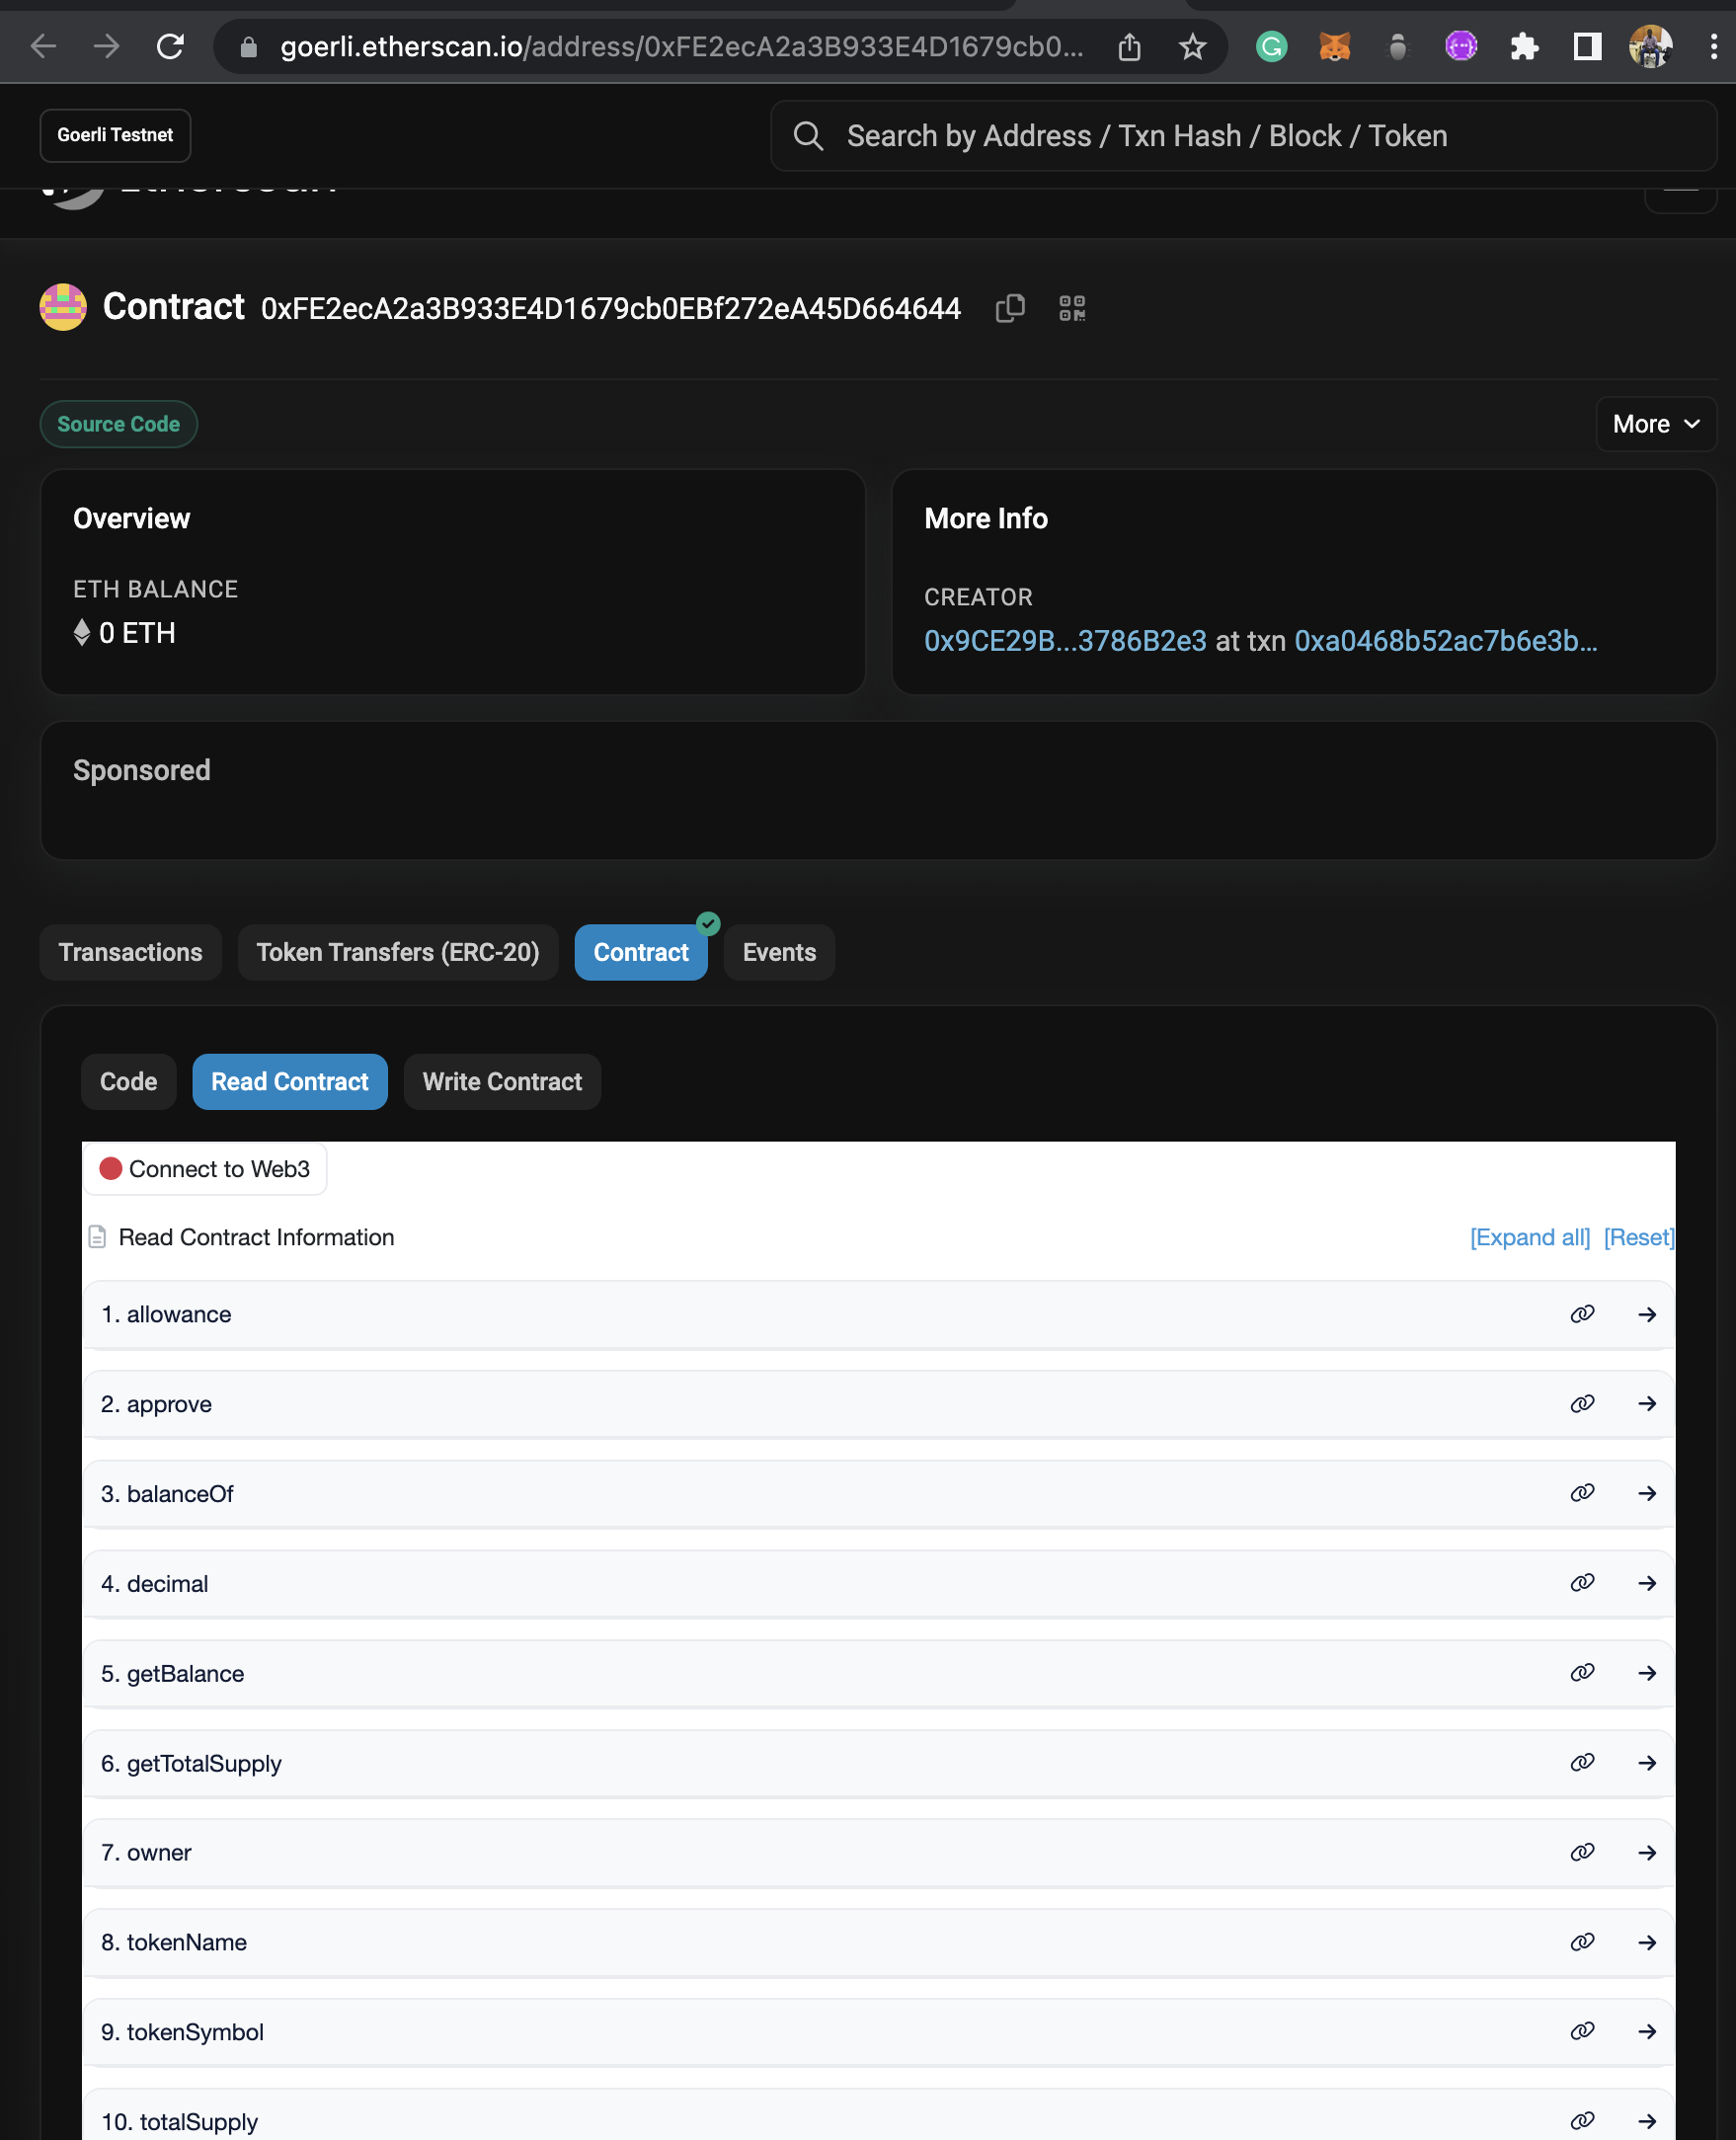 goerli.etherscan.io/address/0xFE2ecA2a3B933E4D1679cb0...
Goerli Testnet
Search by Address / Txn Hash / Block / Token
Contract 0xFE2ecA2a3B933E4D1679cb0EBf272eA45D664644
Source Code
More
Overview
ETH BALANCE
0 ETH
More Info
CREATOR
0x9CE29B...3786B2e3 at txn 0xa0468b52ac7b6e3b...
Sponsored
Transactions
Token Transfers (ERC-20)
Contract
Events
Code
Read Contract
Write Contract
Connect to Web3
Read Contract Information
[Expand all] [Reset]
1. allowance
2. approve
3. balanceOf
4. decimal
5. getBalance
6. getTotalSupply
7. owner
8. tokenName
9. tokenSymbol
10. totalSupply